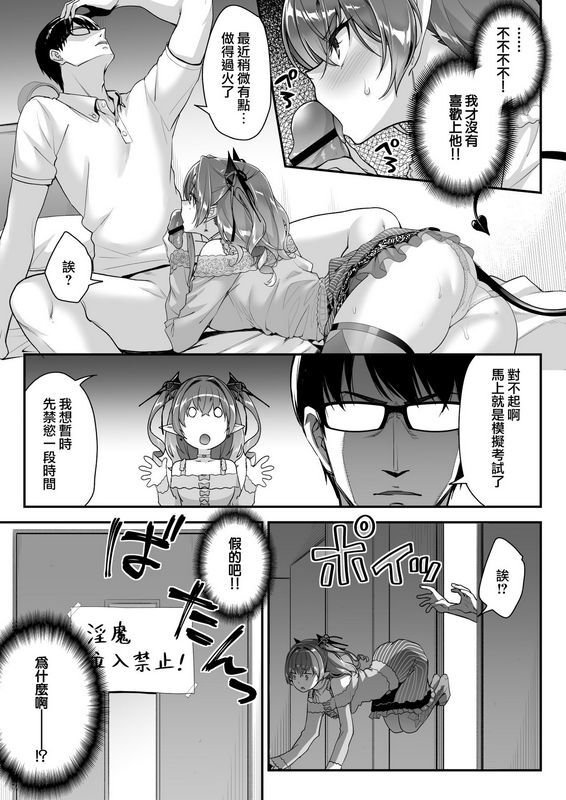 ……
不不不不！
我才沒有
喜歡上他!!
ぺろ
最近稍微有點…
做得過火了
誒？
對不起啊
馬上就是模擬考試了
我想暫時
先禁慾一段時間
誒!?
ポイッ
假的吧!!
ばたんっ
淫魔
立入禁止!
為什麼啊
——!?